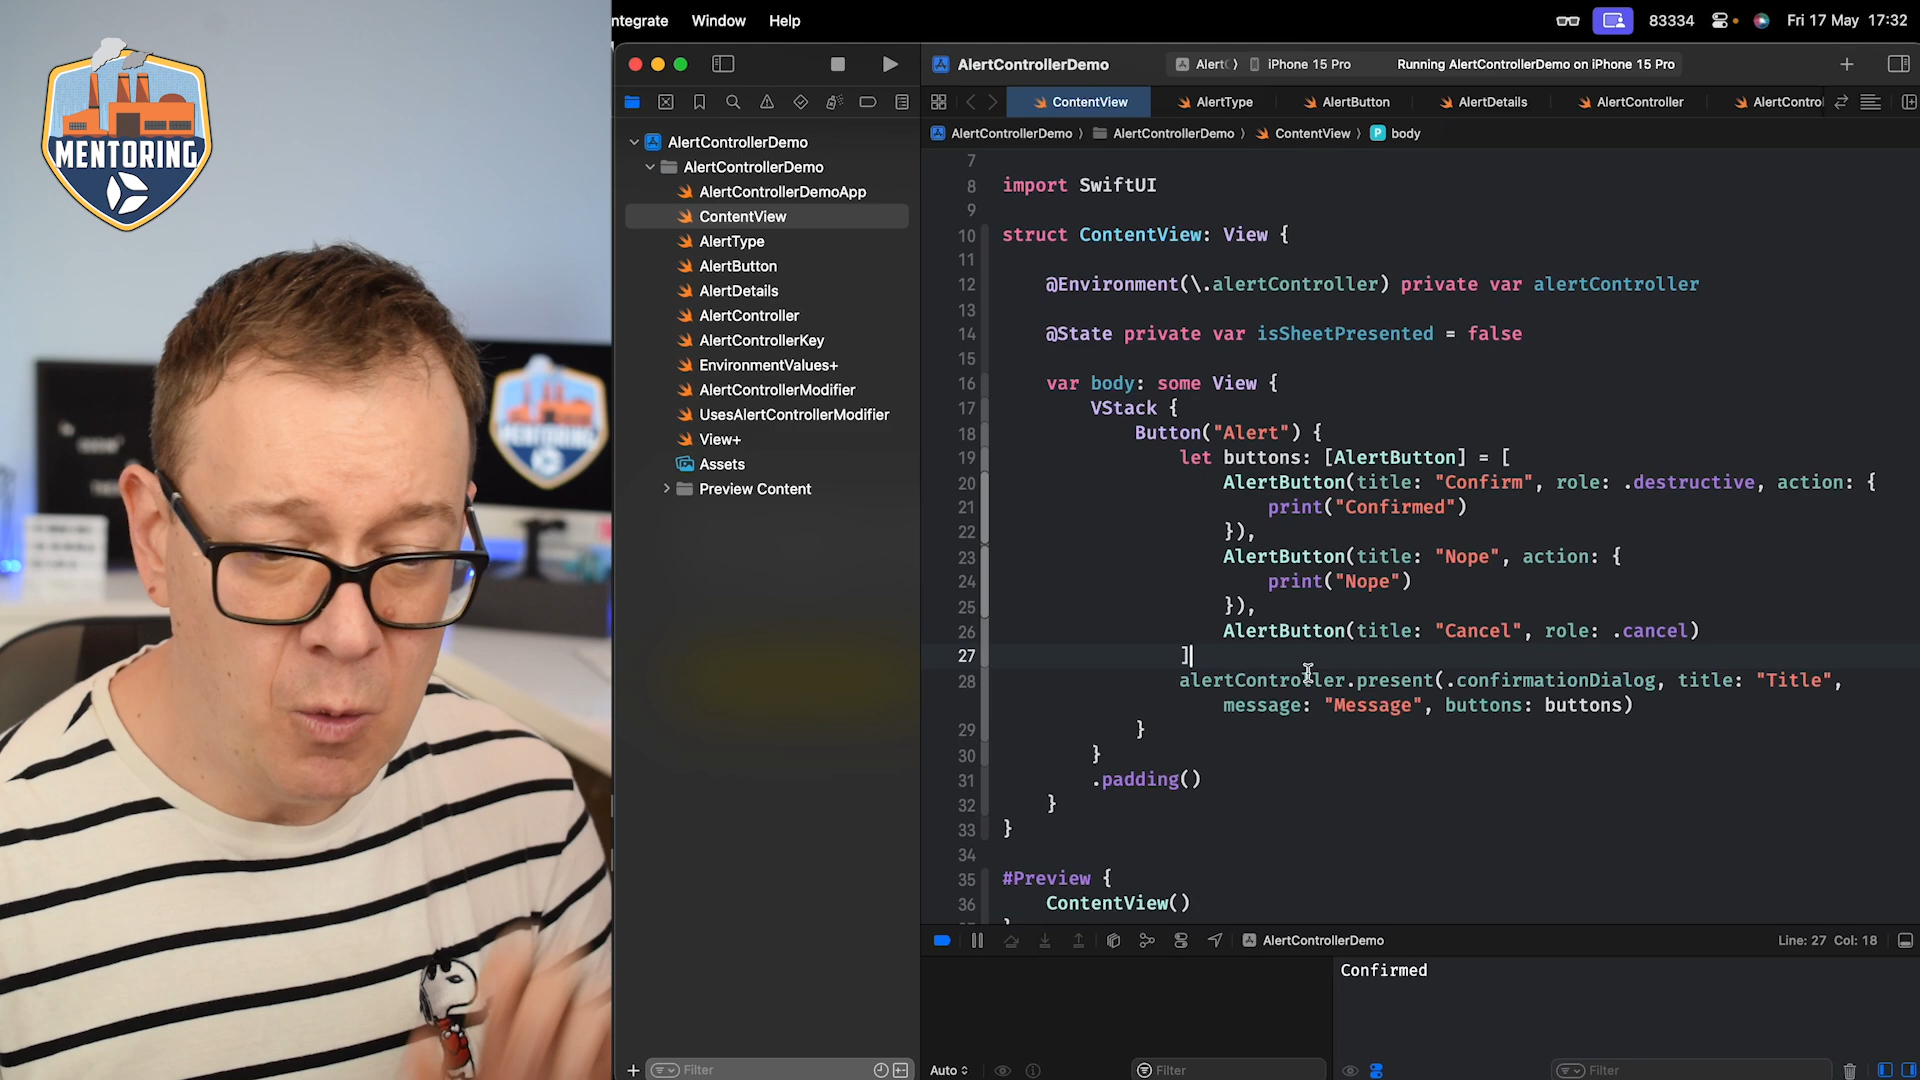 MENTORING
MENTORING
ntegrate Window Help
83334 Fri 17 May 17:32
AlertControllerDemo
Alert iPhone 15 Pro Running AlertControllerDemo on iPhone 15 Pro
ContentView AlertType AlertButton AlertDetails AlertController AlertContro
AlertControllerDemo AlertControllerDemo ContentView P body
AlertControllerDemo
AlertControllerDemo
AlertControllerDemoApp
ContentView
AlertType
AlertButton
AlertDetails
AlertController
AlertControllerKey
EnvironmentValues+
AlertControllerModifier
UsesAlertControllerModifier
View+
Assets
Preview Content
7
8 import SwiftUI
9
10 struct ContentView: View {
11
12 @Environment(\.alertController) private var alertController
13
14 @State private var isSheetPresented = false
15
16 var body: some View {
17 VStack {
18 Button("Alert") {
19 let buttons: [AlertButton] = [
20 AlertButton(title: "Confirm", role: .destructive, action: {
21 print("Confirmed")
22 }),
23 AlertButton(title: "Nope", action: {
24 print("Nope")
25 }),
26 AlertButton(title: "Cancel", role: .cancel)
27 ]
28 alertController.present(.confirmationDialog, title: "Title",
message: "Message", buttons: buttons)
29 }
30 }
31 .padding()
32 }
33 }
34
35 #Preview {
36 ContentView()
AlertControllerDemo
Line: 27 Col: 18
Confirmed
Filter
Auto
Filter
Filter